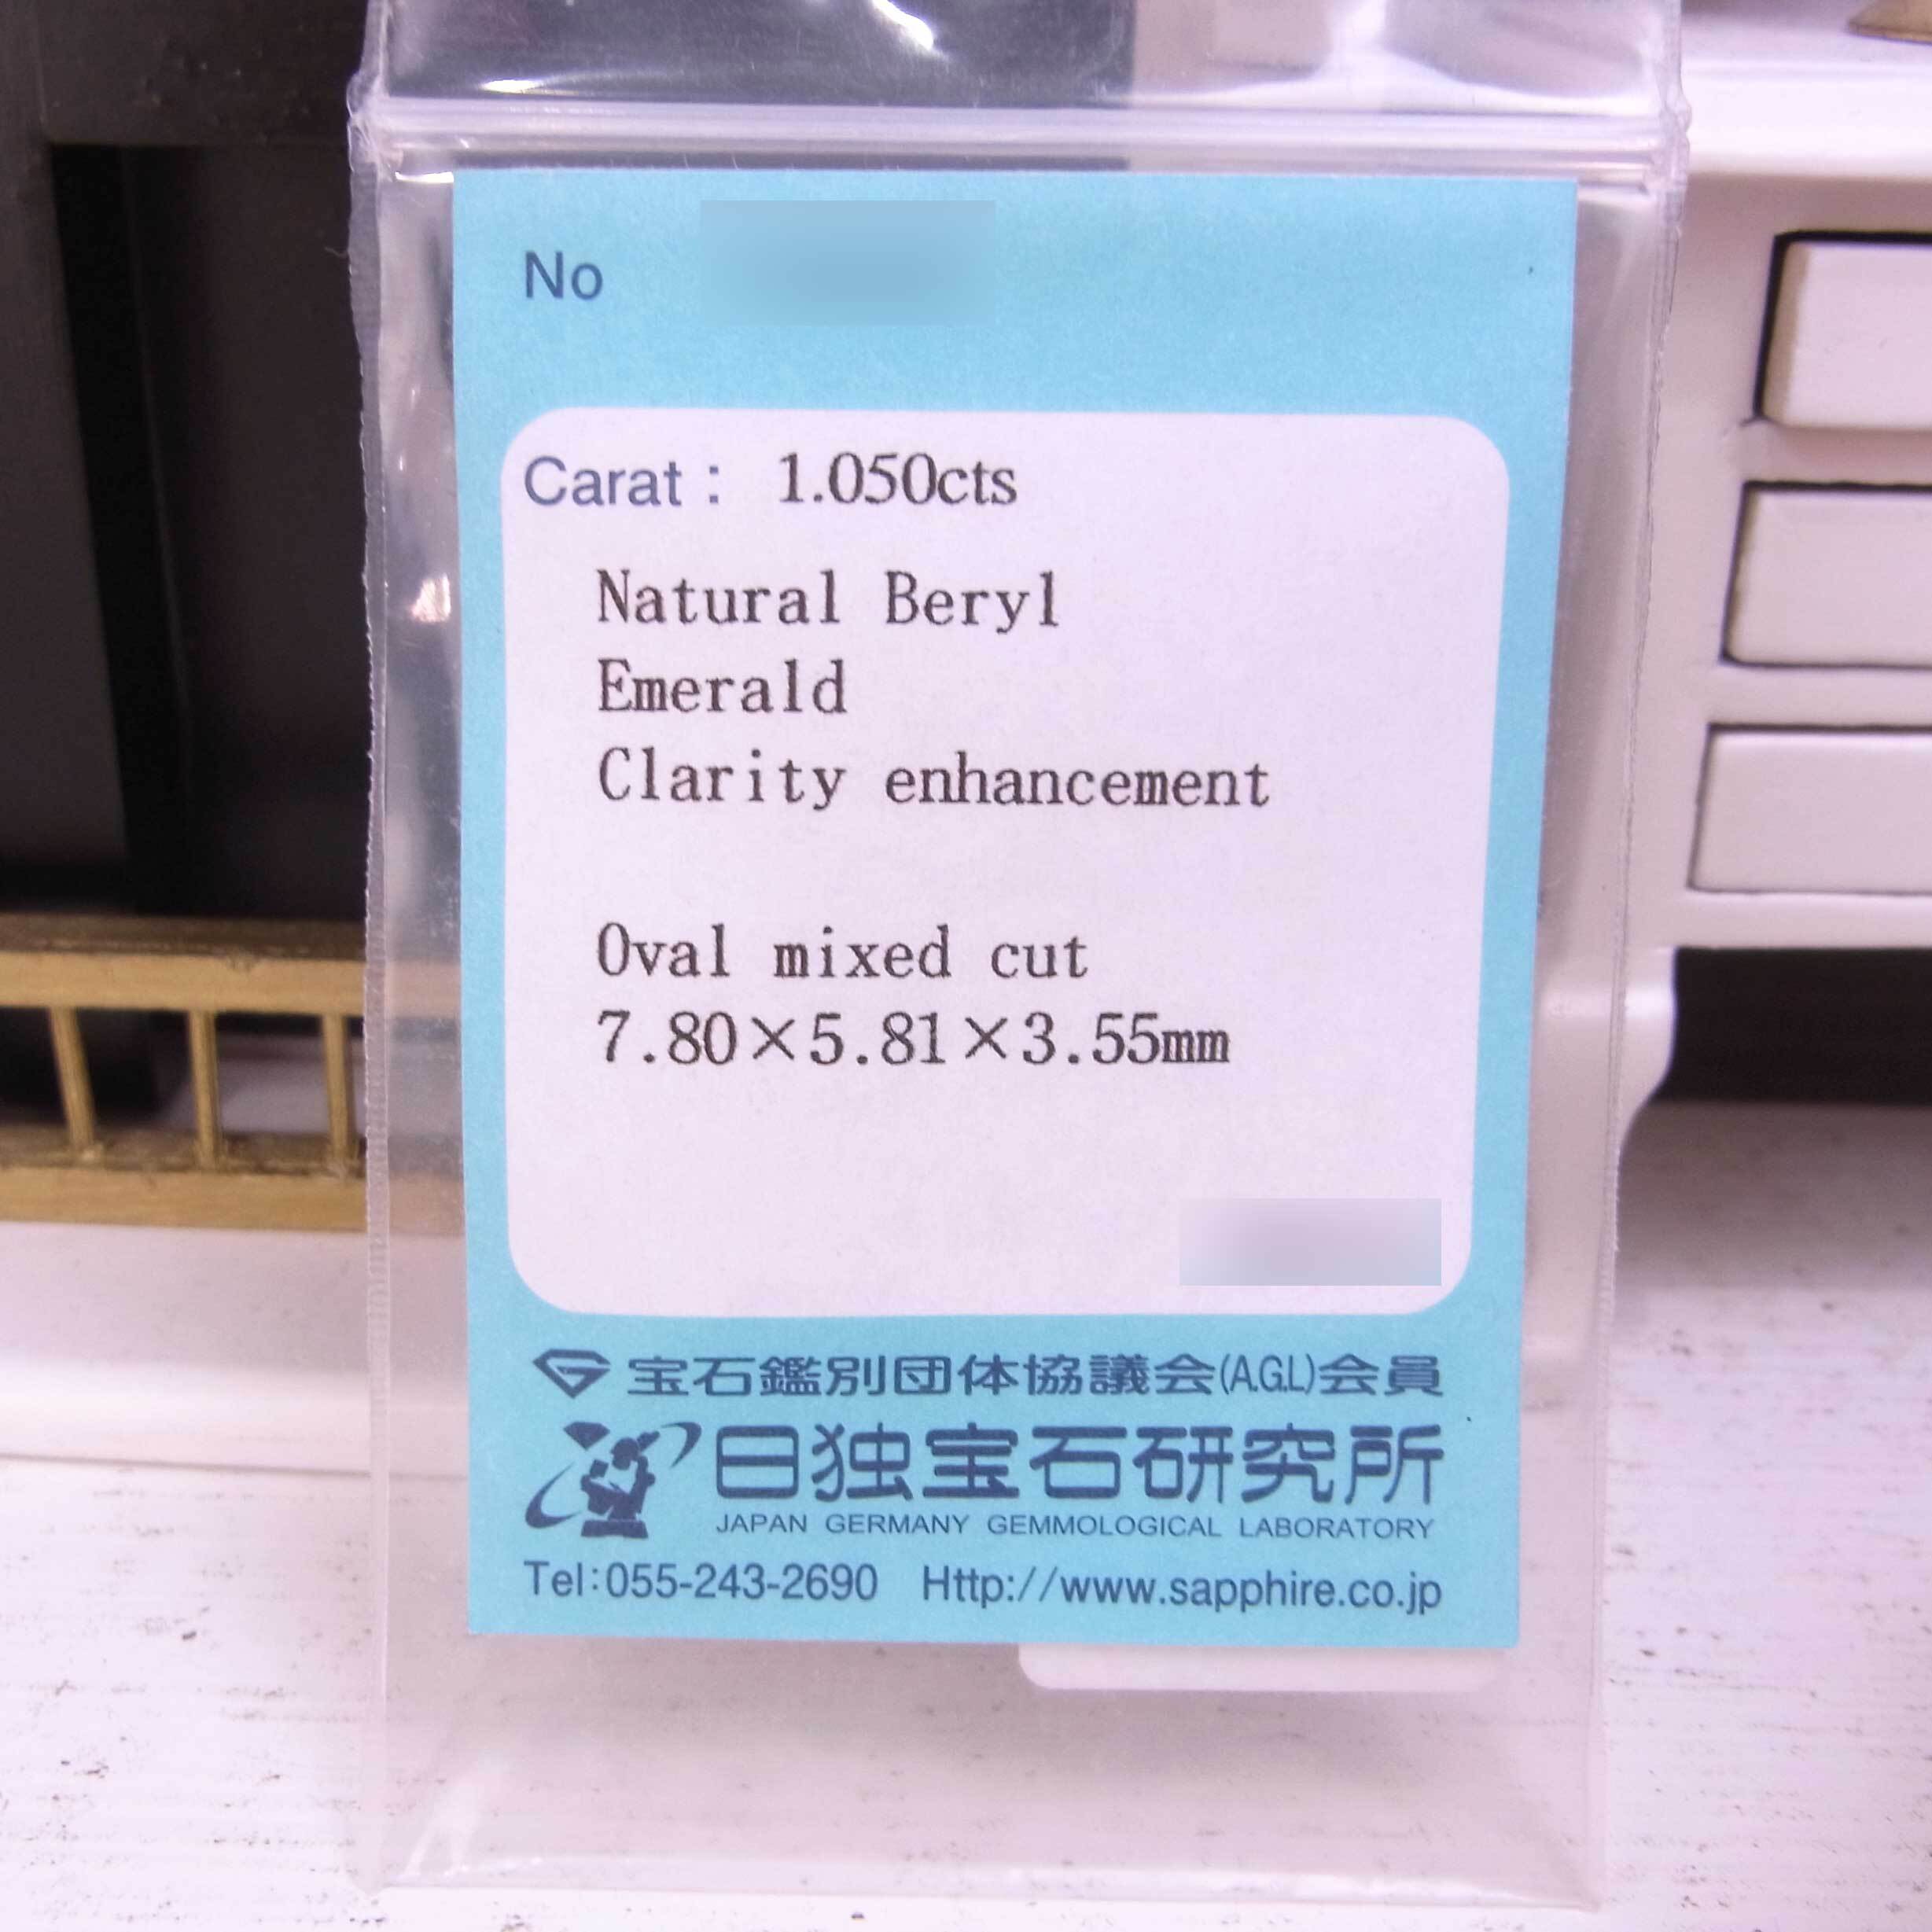 No
Carat : 1.050cts
Natural Beryl
Emerald
Clarity enhancement
Oval mixed cut
7.80×5.81×3.55mm
宝石鑑別団体協議会(A.G.L)会員
日独宝石研究所
JAPAN GERMANY GEMMOLOGICAL LABORATORY
Tel:055-243-2690 Http://www.sapphire.co.jp